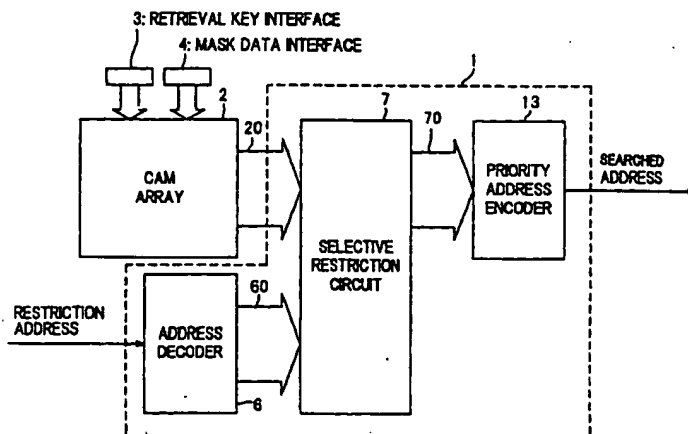 3: RETRIEVAL KEY INTERFACE
4: MASK DATA INTERFACE
1
2
7
13
20
70
CAM
ARRAY
PRIORITY
ADDRESS
ENCODER
SEARCHED
ADDRESS
SELECTIVE
RESTRICTION
CIRCUIT
60
RESTRICTION
ADDRESS
ADDRESS
DECODER
6